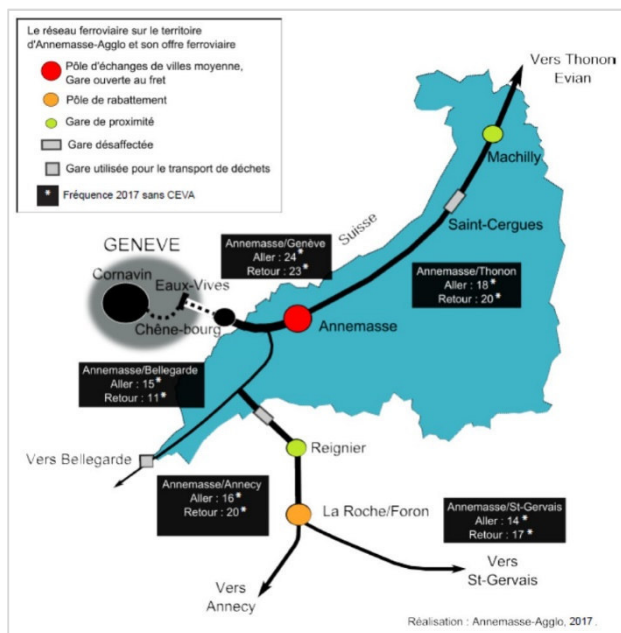 Le réseau ferroviaire sur le territoire
d'Annemasse-Agglo et son offre ferroviaire
Pôle d'échanges de villes moyenne,
Gare ouverte au fret
Pôle de rabattement
Gare de proximité
Gare désaffectée
Gare utilisée pour le transport de déchets
* Fréquence 2017 sans CEVA
Vers Thonon
Evian
Machilly
Saint-Cergues
Suisse
GENEVE
Cornavin
Eaux-Vives
Chêne-bourg
Annemasse/Genève
Aller : 24*
Retour : 23*
Annemasse/Thonon
Aller : 18*
Retour : 20*
Annemasse
Annemasse/Bellegarde
Aller : 15*
Retour : 11*
Vers Bellegarde
Reignier
Annemasse/Annecy
Aller : 16*
Retour : 20*
La Roche/Foron
Annemasse/St-Gervais
Aller : 14*
Retour : 17*
Vers
St-Gervais
Vers
Annecy
Réalisation : Annemasse-Agglo, 2017 .